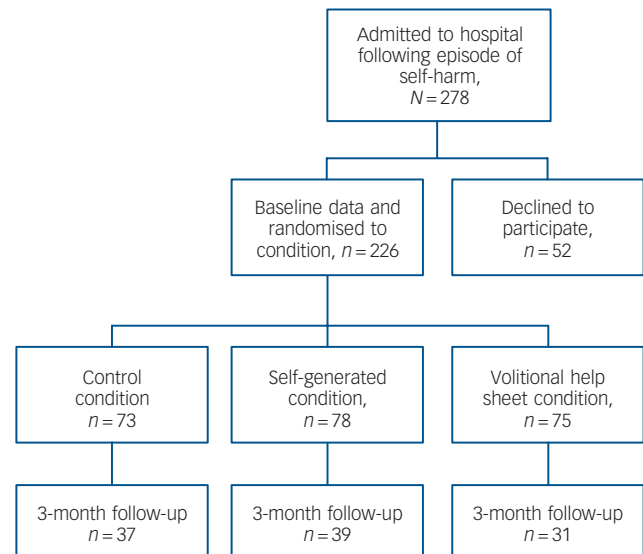 Admitted to hospital
following episode of
self-harm,
N = 278
Baseline data and
randomised to
condition, n = 226
Declined to
participate,
n = 52
Control
condition
n = 73
Self-generated
condition,
n = 78
Volitional help
sheet condition,
n = 75
3-month follow-up
n = 37
3-month follow-up
n = 39
3-month follow-up
n = 31